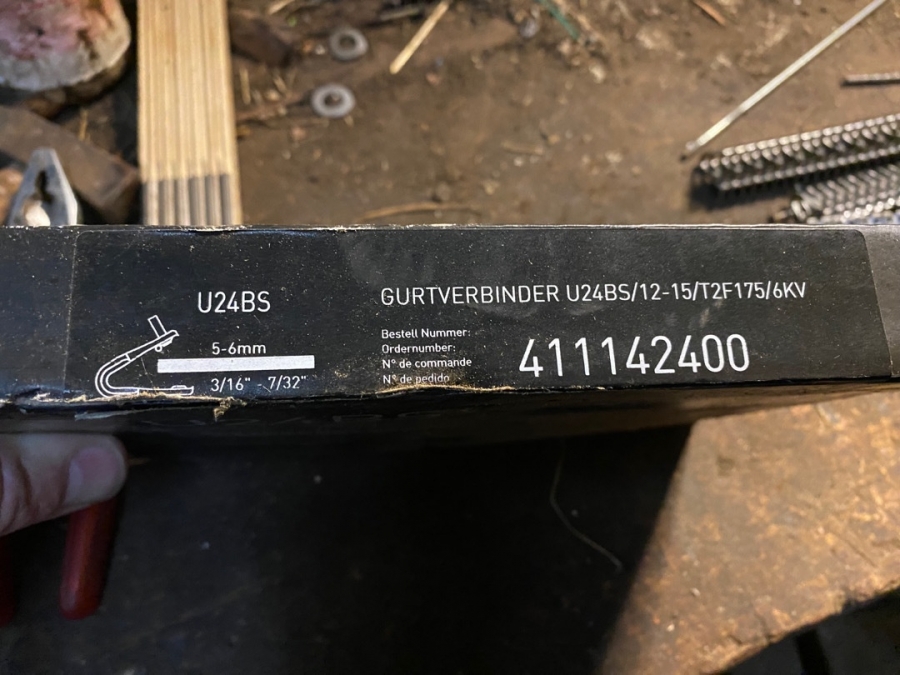 U24BS
5-6mm
3/16" - 7/32"
GURTVERBINDER U24BS/12-15/T2F175/6KV
Bestell Nummer:
Ordernumber:
N° de commande
N° de pedido
411142400